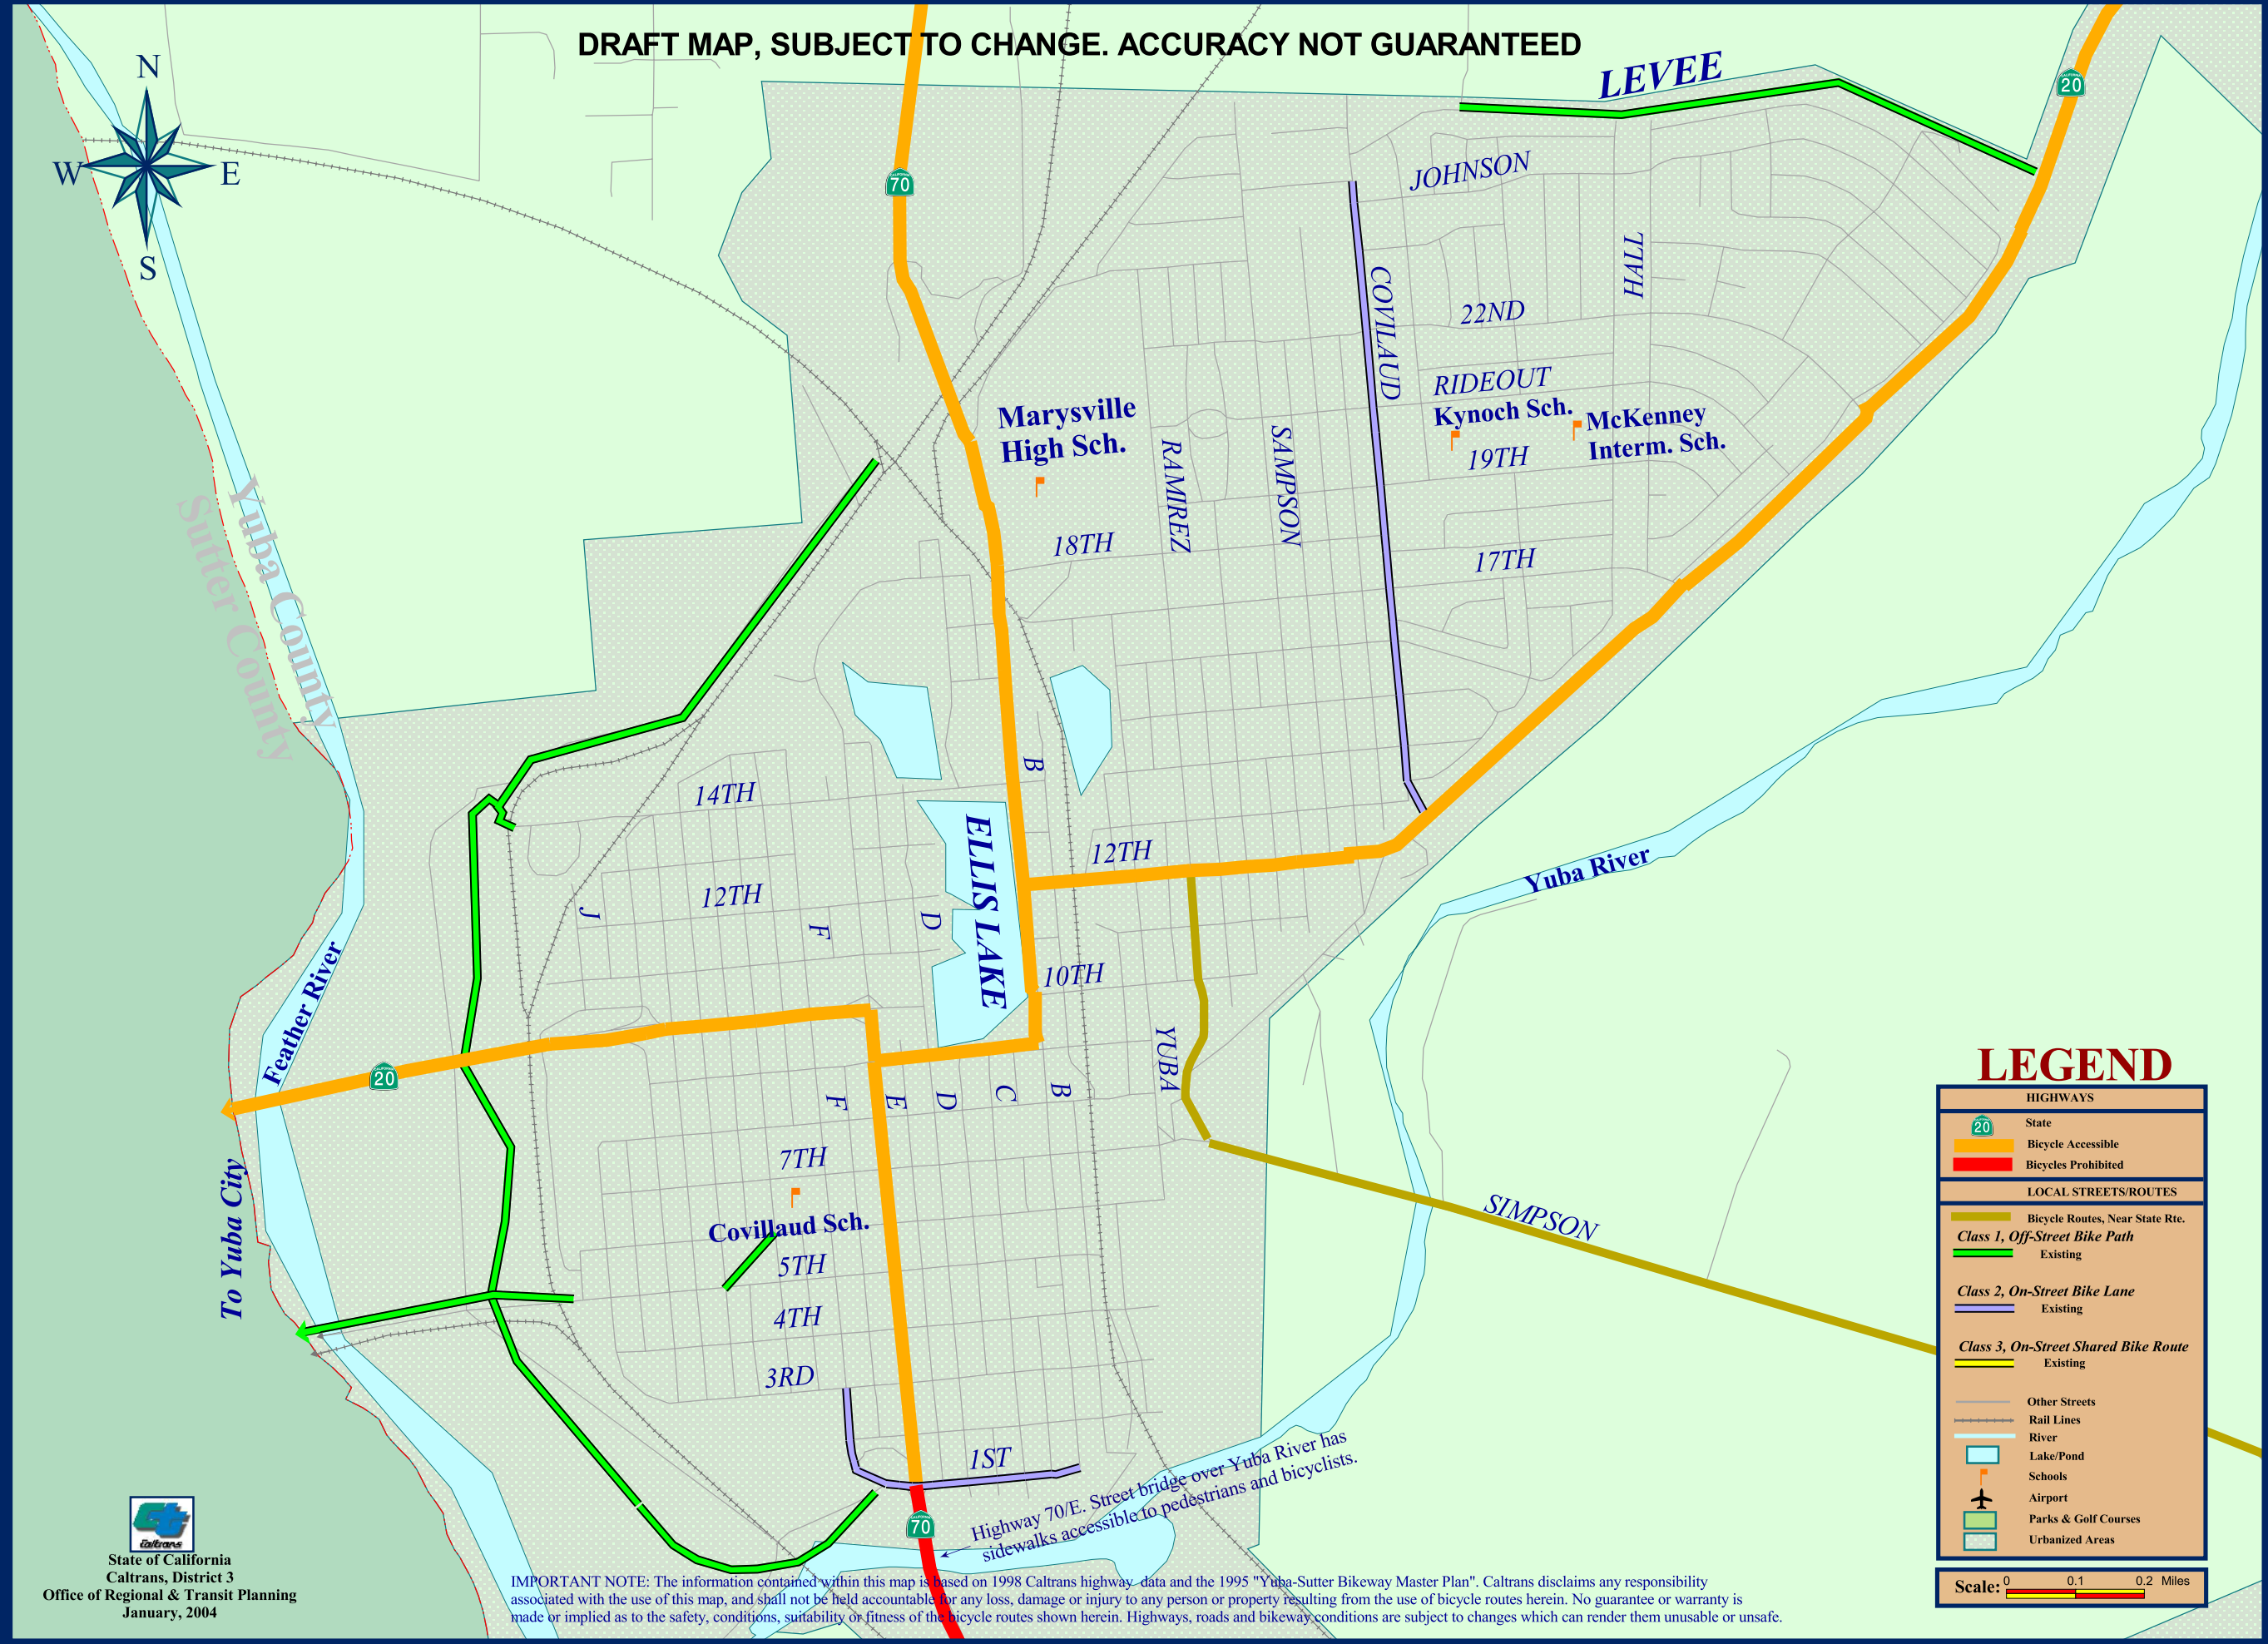 DRAFT MAP, SUBJECT TO CHANGE. ACCURACY NOT GUARANTEED
N
W
E
S
LEVEE
CALIFORNIA
20
CALIFORNIA
70
JOHNSON
HALL
COVILAUD
22ND
RIDEOUT
Kynoch Sch.
McKenney
Interm. Sch.
19TH
17TH
Marysville
High Sch.
RAMIREZ
SAMPSON
18TH
Yuba County
Sutter County
B
14TH
12TH
12TH
J
F
D
ELLIS LAKE
10TH
Yuba River
Feather River
YUBA
CALIFORNIA
20
F
E
D
C
B
To Yuba City
7TH
Covillaud Sch.
5TH
4TH
3RD
SIMPSON
1ST
CALIFORNIA
70
Highway 70/E. Street bridge over Yuba River has
sidewalks accessible to pedestrians and bicyclists.
LEGEND
HIGHWAYS
CALIFORNIA
20
State
Bicycle Accessible
Bicycles Prohibited
LOCAL STREETS/ROUTES
Bicycle Routes, Near State Rte.
Class 1, Off-Street Bike Path
Existing
Class 2, On-Street Bike Lane
Existing
Class 3, On-Street Shared Bike Route
Existing
Other Streets
Rail Lines
River
Lake/Pond
Schools
Airport
Parks & Golf Courses
Urbanized Areas
Scale: 0 0.1 0.2 Miles
ct
Caltrans
State of California
Caltrans, District 3
Office of Regional & Transit Planning
January, 2004
IMPORTANT NOTE: The information contained within this map is based on 1998 Caltrans highway data and the 1995 "Yuba-Sutter Bikeway Master Plan". Caltrans disclaims any responsibility
associated with the use of this map, and shall not be held accountable for any loss, damage or injury to any person or property resulting from the use of bicycle routes herein. No guarantee or warranty is
made or implied as to the safety, conditions, suitability or fitness of the bicycle routes shown herein. Highways, roads and bikeway conditions are subject to changes which can render them unusable or unsafe.